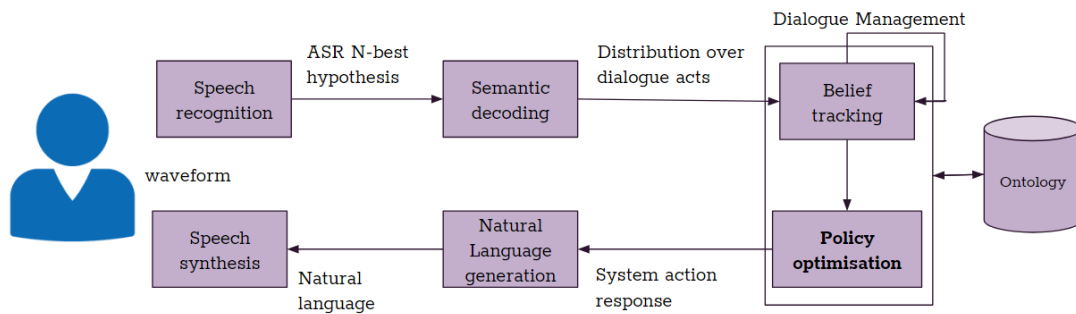 Dialogue Management
ASR N-best
hypothesis
Distribution over
dialogue acts
Speech
recognition
Semantic
decoding
Belief
tracking
waveform
Ontology
Speech
synthesis
Natural
Language
generation
Policy
optimisation
Natural
language
System action
response